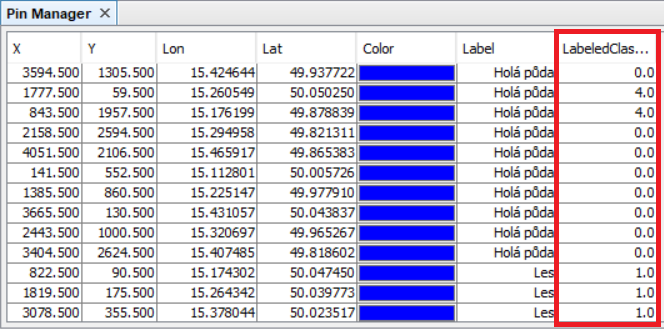 Pin Manager ×
X Y Lon Lat Color Label LabeledClas...
3594.500 1305.500 15.424644 49.937722 Holá půda 0.0
1777.500 59.500 15.260549 50.050250 Holá půda 4.0
843.500 1957.500 15.176199 49.878839 Holá půda 4.0
2158.500 2594.500 15.294958 49.821311 Holá půda 0.0
4051.500 2106.500 15.465917 49.865383 Holá půda 0.0
141.500 552.500 15.112801 50.005726 Holá půda 0.0
1385.500 860.500 15.225147 49.977910 Holá půda 0.0
3665.500 130.500 15.431057 50.043837 Holá půda 0.0
2443.500 1000.500 15.320697 49.965267 Holá půda 0.0
3404.500 2624.500 15.407485 49.818602 Holá půda 0.0
822.500 90.500 15.174302 50.047450 Les 1.0
1819.500 175.500 15.264342 50.039773 Les 1.0
3078.500 355.500 15.378044 50.023517 Les 1.0